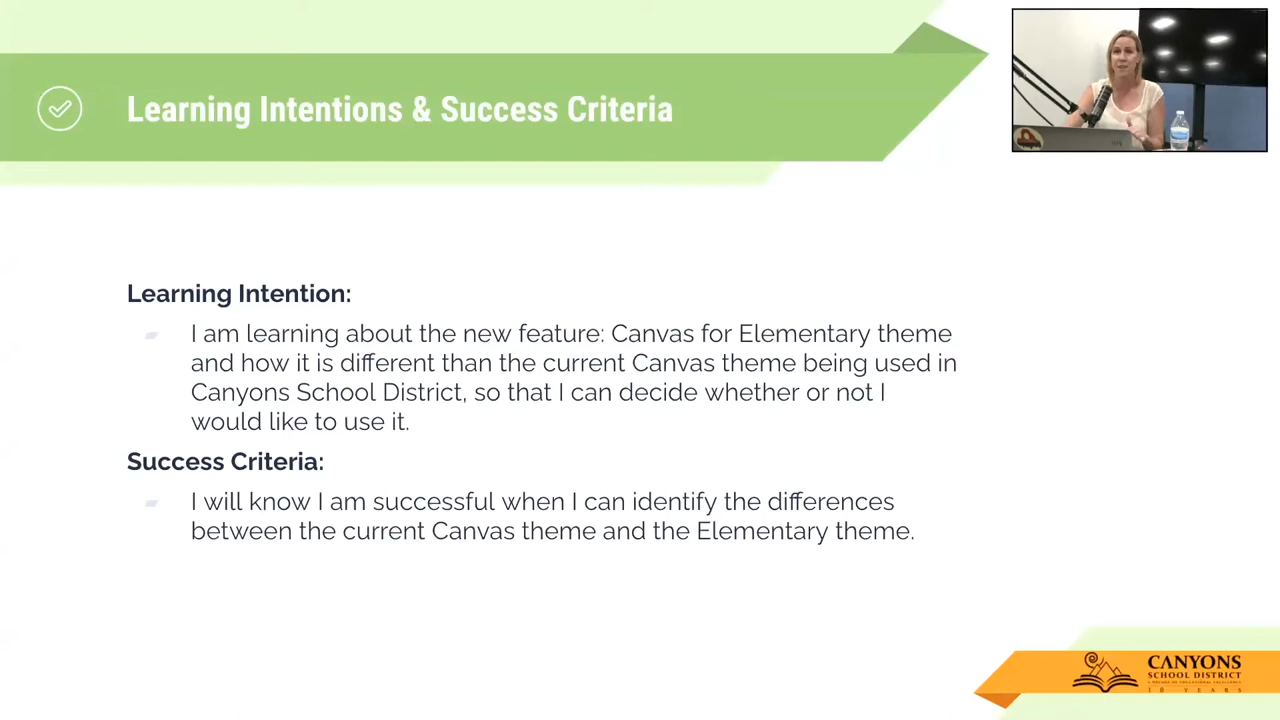 Learning Intentions & Success Criteria
Learning Intention:
I am learning about the new feature: Canvas for Elementary theme
and how it is different than the current Canvas theme being used in
Canyons School District, so that I can decide whether or not I
would like to use it.
Success Criteria:
I will know I am successful when I can identify the differences
between the current Canvas theme and the Elementary theme.
CANYONS
SCHOOL DISTRICT
10 YEARS